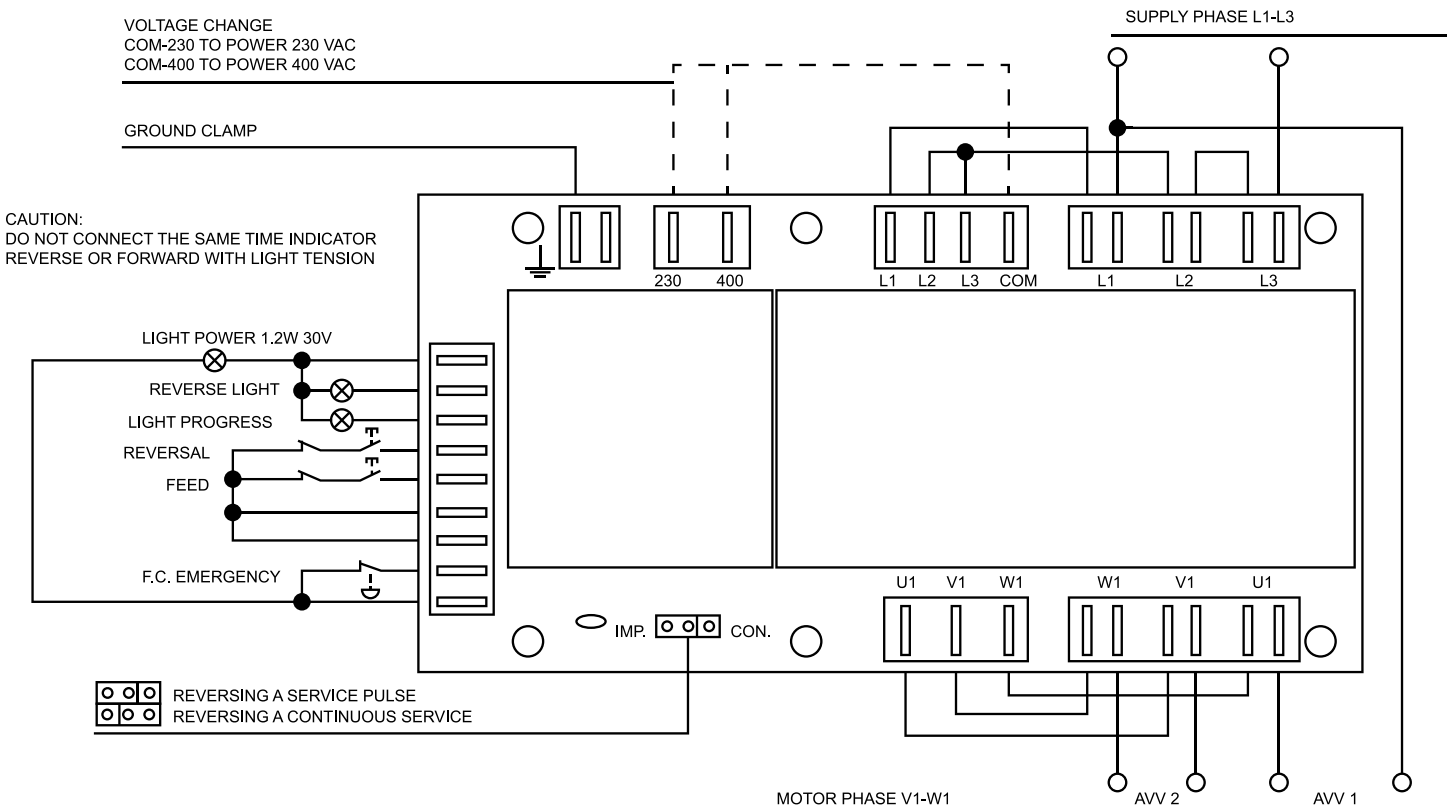 VOLTAGE CHANGE
COM-230 TO POWER 230 VAC
COM-400 TO POWER 400 VAC
SUPPLY PHASE L1-L3
GROUND CLAMP
CAUTION:
DO NOT CONNECT THE SAME TIME INDICATOR
REVERSE OR FORWARD WITH LIGHT TENSION
230 400 L1 L2 L3 COM L1 L2 L3
LIGHT POWER 1.2W 30V
REVERSE LIGHT
LIGHT PROGRESS
REVERSAL
FEED
F.C. EMERGENCY
U1 V1 W1 W1 V1 U1
IMP. CON.
REVERSING A SERVICE PULSE
REVERSING A CONTINUOUS SERVICE
MOTOR PHASE V1-W1 AVV 2 AVV 1